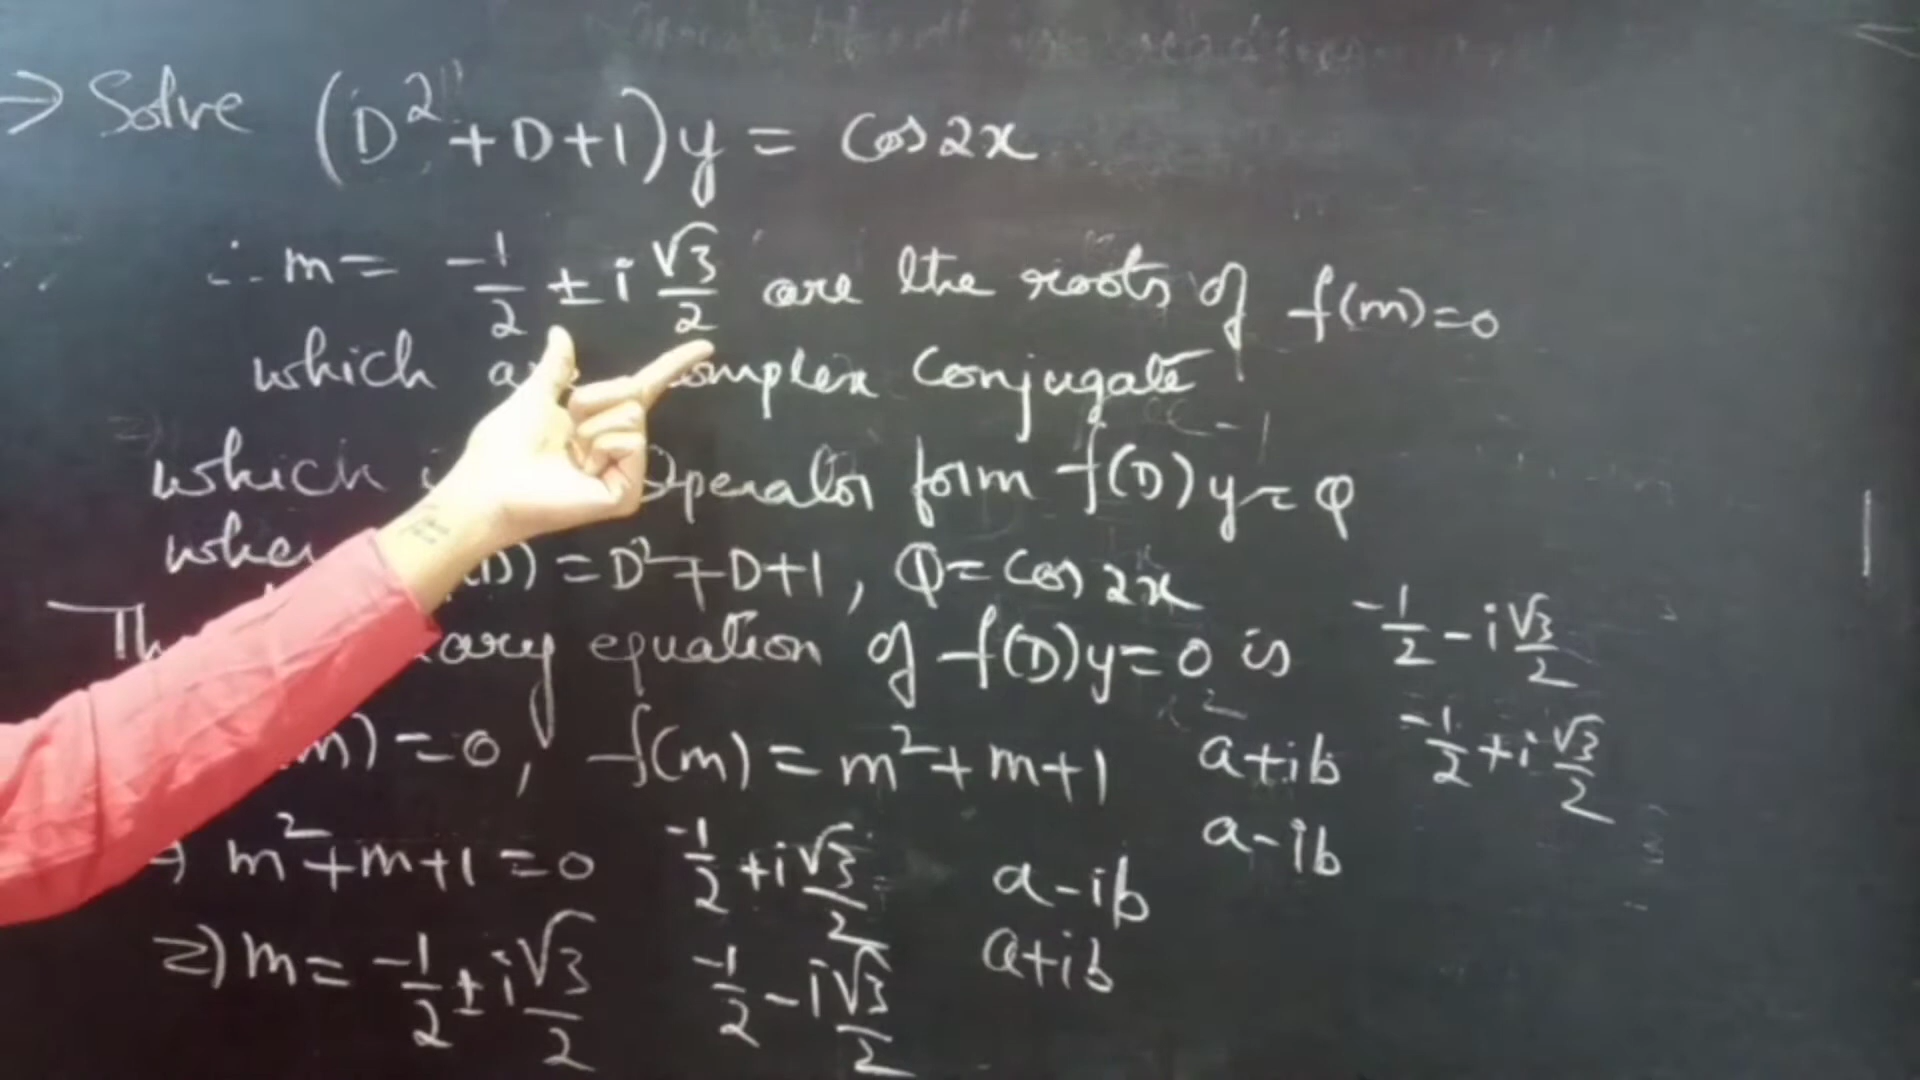 → Solve (D²+D+1)y = Cos2x
∴ m = -1/2 ± i √3/2 are the roots of f(m)=0
which complex Conjugate
which Operator form f(D)y = Q
D) = D²+D+1, Q = Cos 2x
equation of f(D)y=0 is
-1/2 - i √3/2
m) = 0, f(m) = m²+m+1
a+ib
-1/2 + i √3/2
a-ib
⇒ m²+m+1=0
-1/2 + i √3/2
a-ib
⇒ m = -1/2 ± i √3/2
-1/2 - i √3/2
a+ib